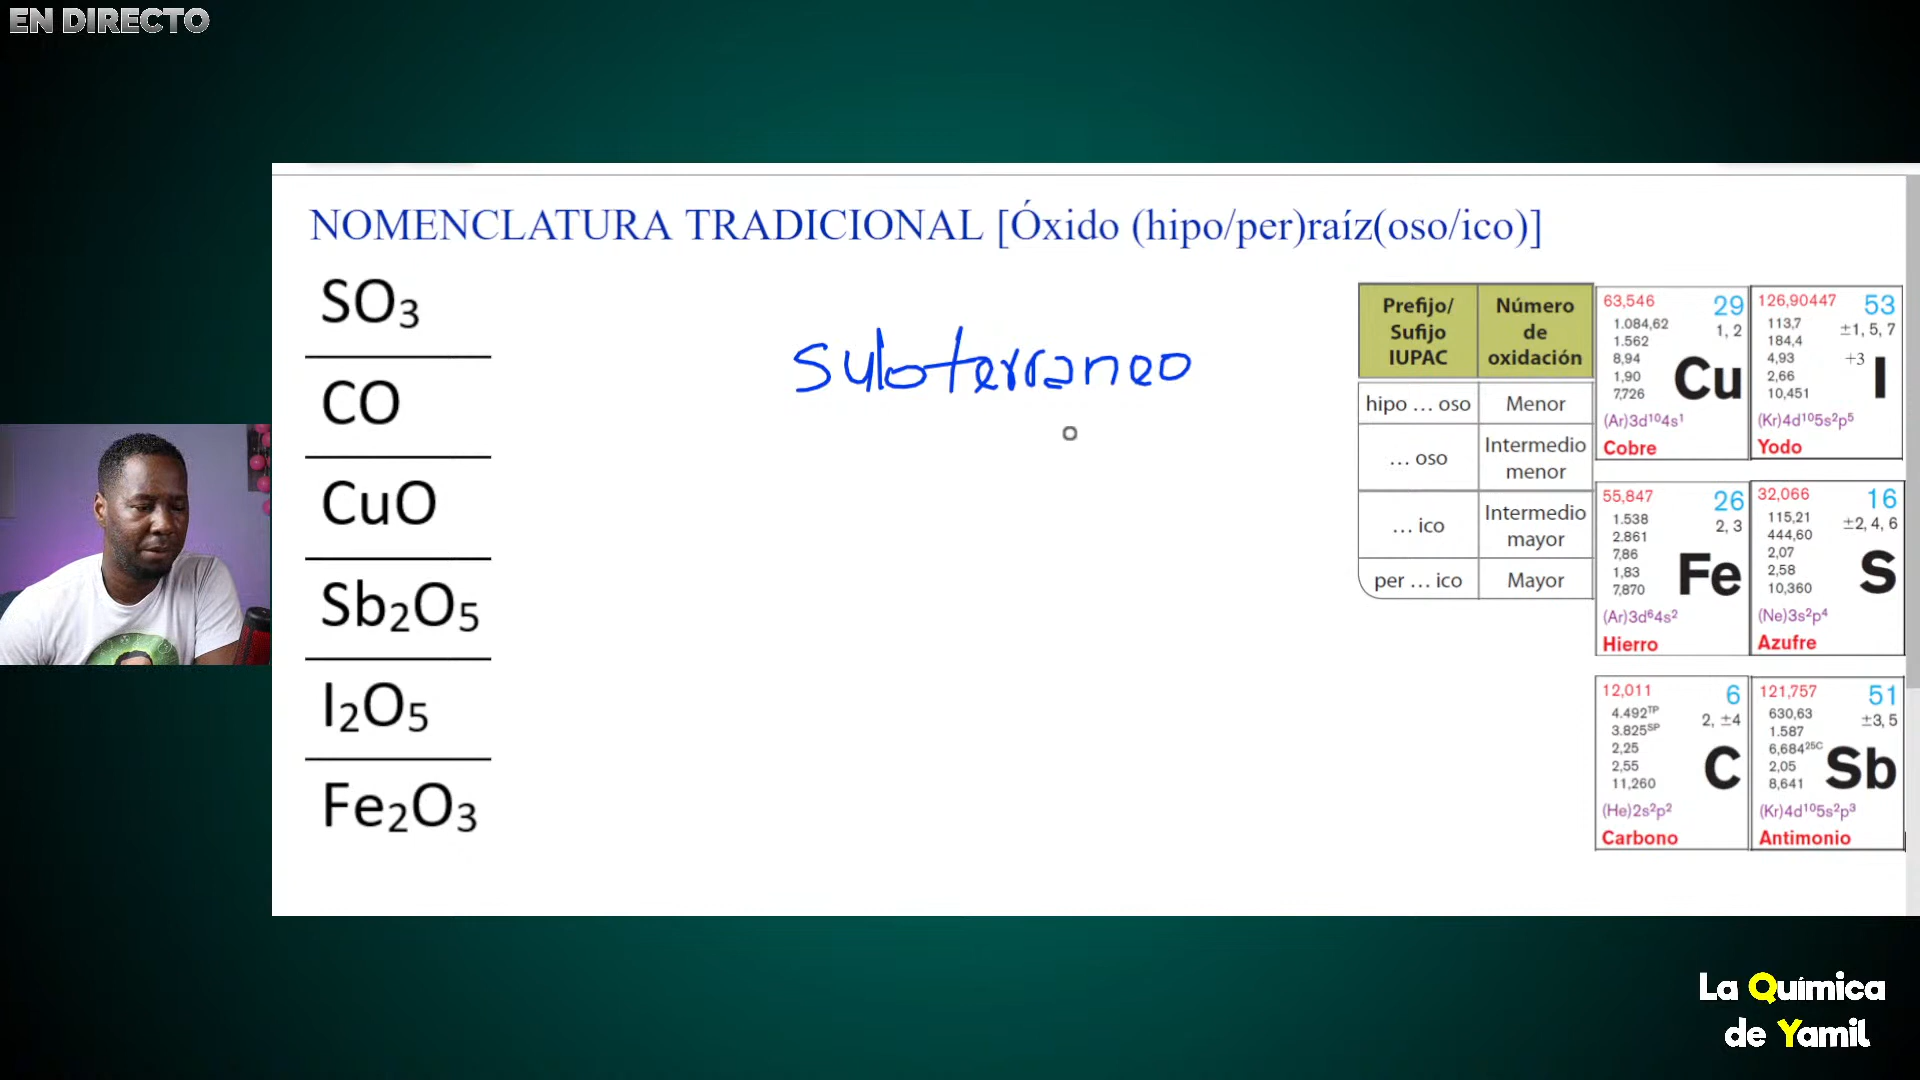 EN DIRECTO
NOMENCLATURA TRADICIONAL [Óxido (hipo/per)raíz(oso/ico)]
SO₃
CO
CuO
Sb₂O₅
I₂O₅
Fe₂O₃
subterraneo
Prefijo/ Número
Sufijo de
IUPAC oxidación
hipo ... oso Menor
... oso Intermedio
menor
... ico Intermedio
mayor
per ... ico Mayor
63,546 29
1.084,62 1, 2
1.562
8,94
1,90
7,726
Cu
(Ar)3d¹⁰4s¹
Cobre
126,90447 53
113,7 ±1, 5, 7
184,4 +3
4,93
2,66
10,451
I
(Kr)4d¹⁰5s²p⁵
Yodo
55,847 26
1.538 2, 3
2.861
7,86
1,83
7,870
Fe
(Ar)3d⁶4s²
Hierro
32,066 16
115,21 ±2, 4, 6
444,60
2,07
2,58
10,360
S
(Ne)3s²p⁴
Azufre
12,011 6
4.492ᵀᴾ 2, ±4
3.825ˢᴾ
2,25
2,55
11,260
C
(He)2s²p²
Carbono
121,757 51
630,63 ±3, 5
1.587
6,684²⁵ᶜ
2,05
8,641
Sb
(Kr)4d¹⁰5s²p³
Antimonio
La Química
de Yamil